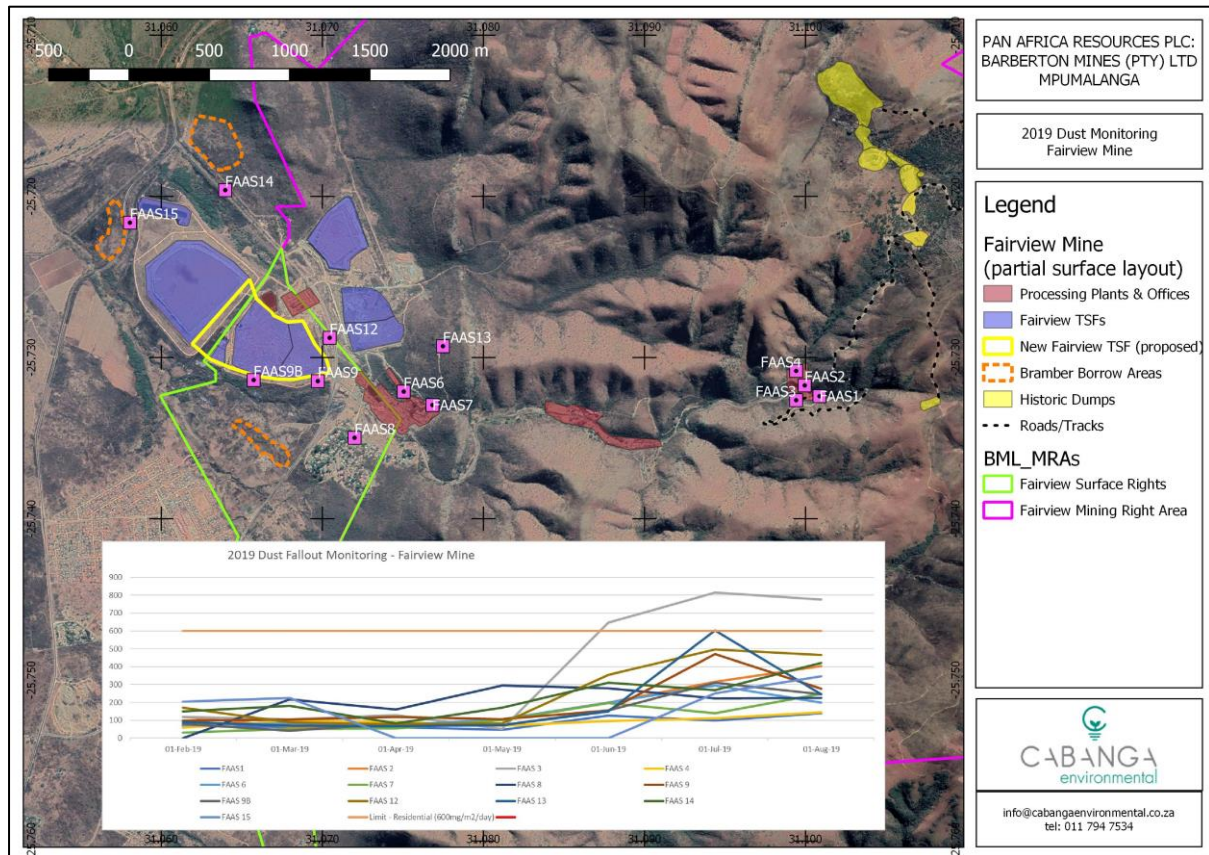 31.060
31.070
31.080
31.090
31.100
-25.710
-25.720
-25.730
-25.740
-25.750
-25.760
500 0 500 1000 1500 2000 m
FAAS14
FAAS15
FAAS12
FAAS13
FAAS9B
FAAS9
FAAS6
FAAS7
FAAS8
FAAS4
FAAS2
FAAS3
FAAS1
2019 Dust Fallout Monitoring - Fairview Mine
900
800
700
600
500
400
300
200
100
0
01-Feb-19 01-Mar-19 01-Apr-19 01-May-19 01-Jun-19 01-Jul-19 01-Aug-19
FAAS1 FAAS 2 FAAS 3 FAAS 4
FAAS 6 FAAS 7 FAAS 8 FAAS 9
FAAS 9B FAAS 12 FAAS 13 FAAS 14
FAAS 15 Limit - Residential (600mg/m2/day)
PAN AFRICA RESOURCES PLC:
BARBERTON MINES (PTY) LTD
MPUMALANGA
2019 Dust Monitoring
Fairview Mine
Legend
Fairview Mine
(partial surface layout)
Processing Plants & Offices
Fairview TSFs
New Fairview TSF (proposed)
Bramber Borrow Areas
Historic Dumps
Roads/Tracks
BML_MRAs
Fairview Surface Rights
Fairview Mining Right Area
CABANGA
environmental
info@cabangaenvironmental.co.za
tel: 011 794 7534